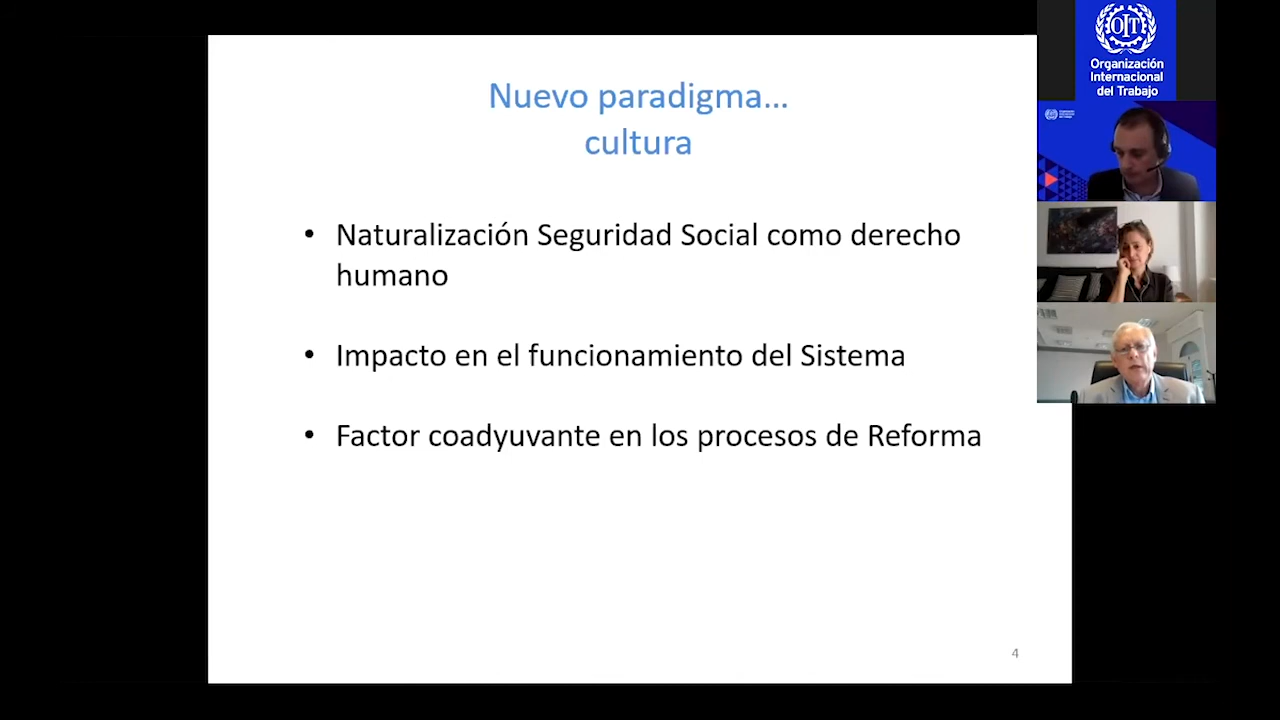 Nuevo paradigma...
cultura
• Naturalización Seguridad Social como derecho
humano
• Impacto en el funcionamiento del Sistema
• Factor coadyuvante en los procesos de Reforma
4
OIT
Organización
Internacional
del Trabajo